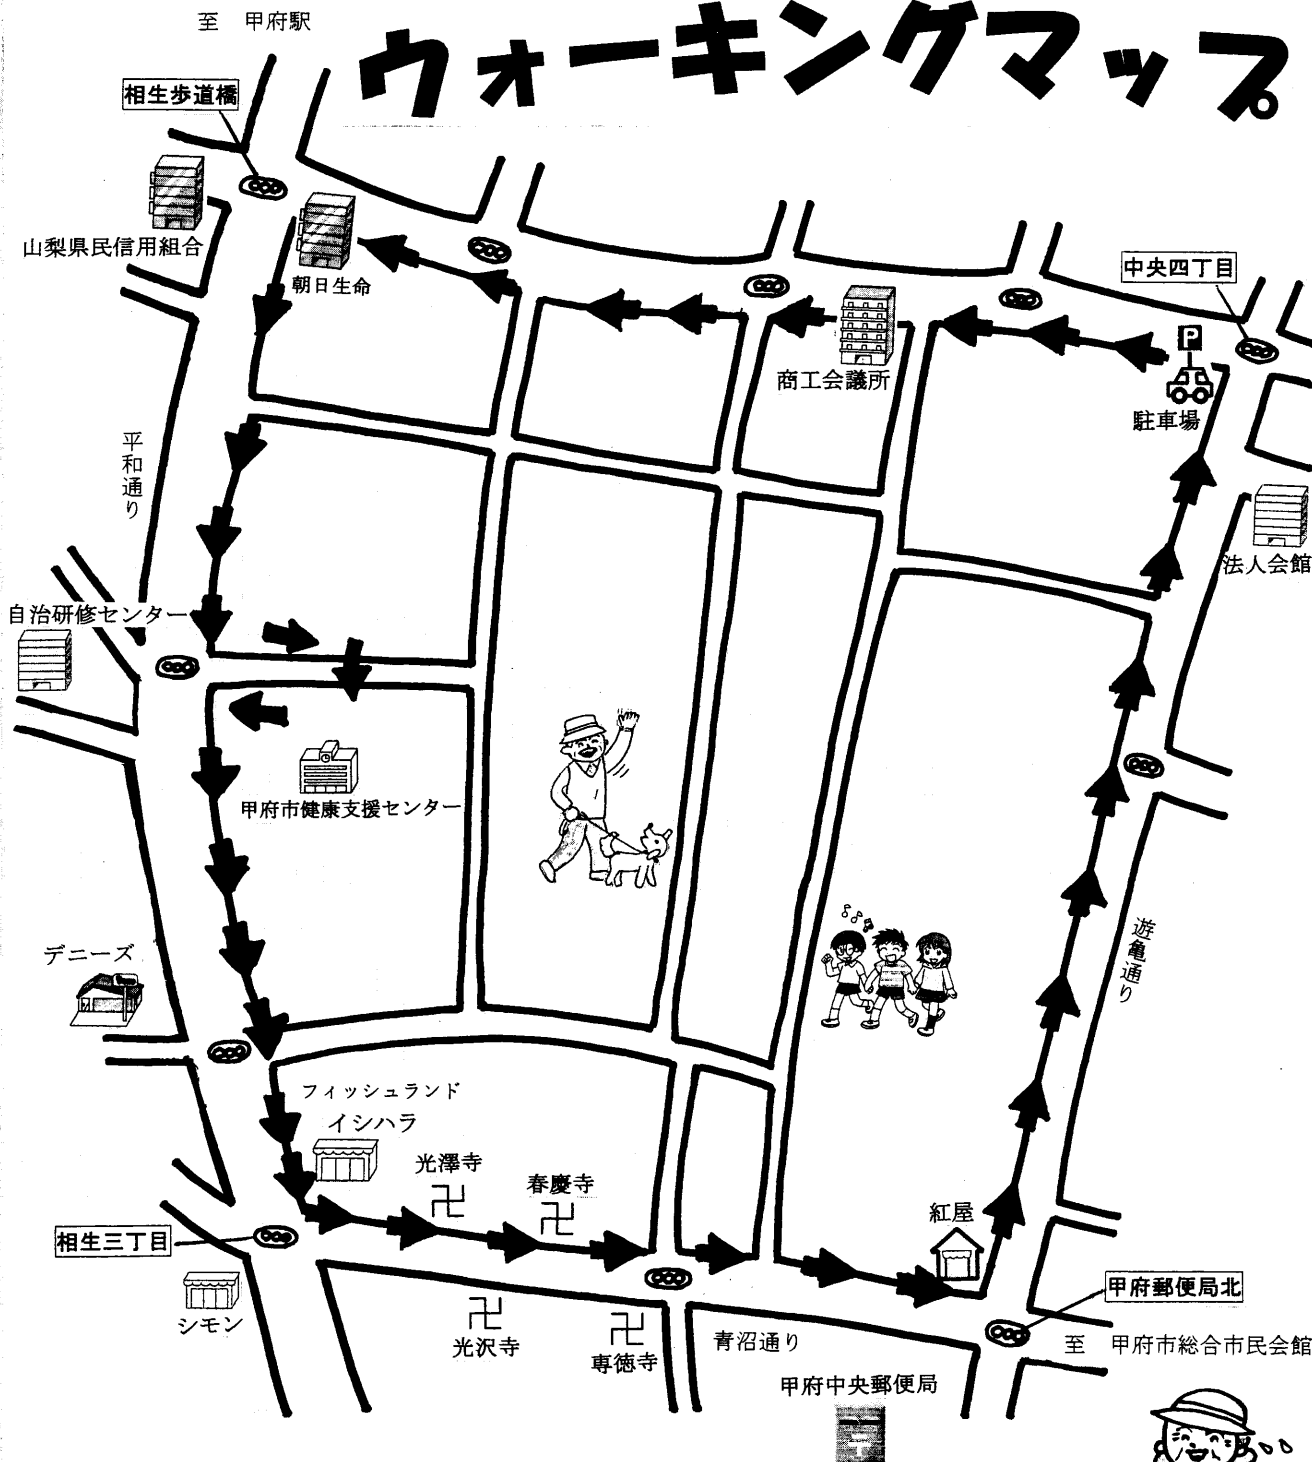 至　甲府駅
ウォーキングマップ
相生歩道橋
山梨県民信用組合
朝日生命
中央四丁目
P
商工会議所
駐車場
平和通り
法人会館
自治研修センター
甲府市健康支援センター
デニーズ
遊亀通り
フィッシュランド
イシハラ
光澤寺
春慶寺
紅屋
相生三丁目
甲府郵便局北
シモン
光沢寺
専徳寺
青沼通り
至　甲府市総合市民会館
甲府中央郵便局
〒